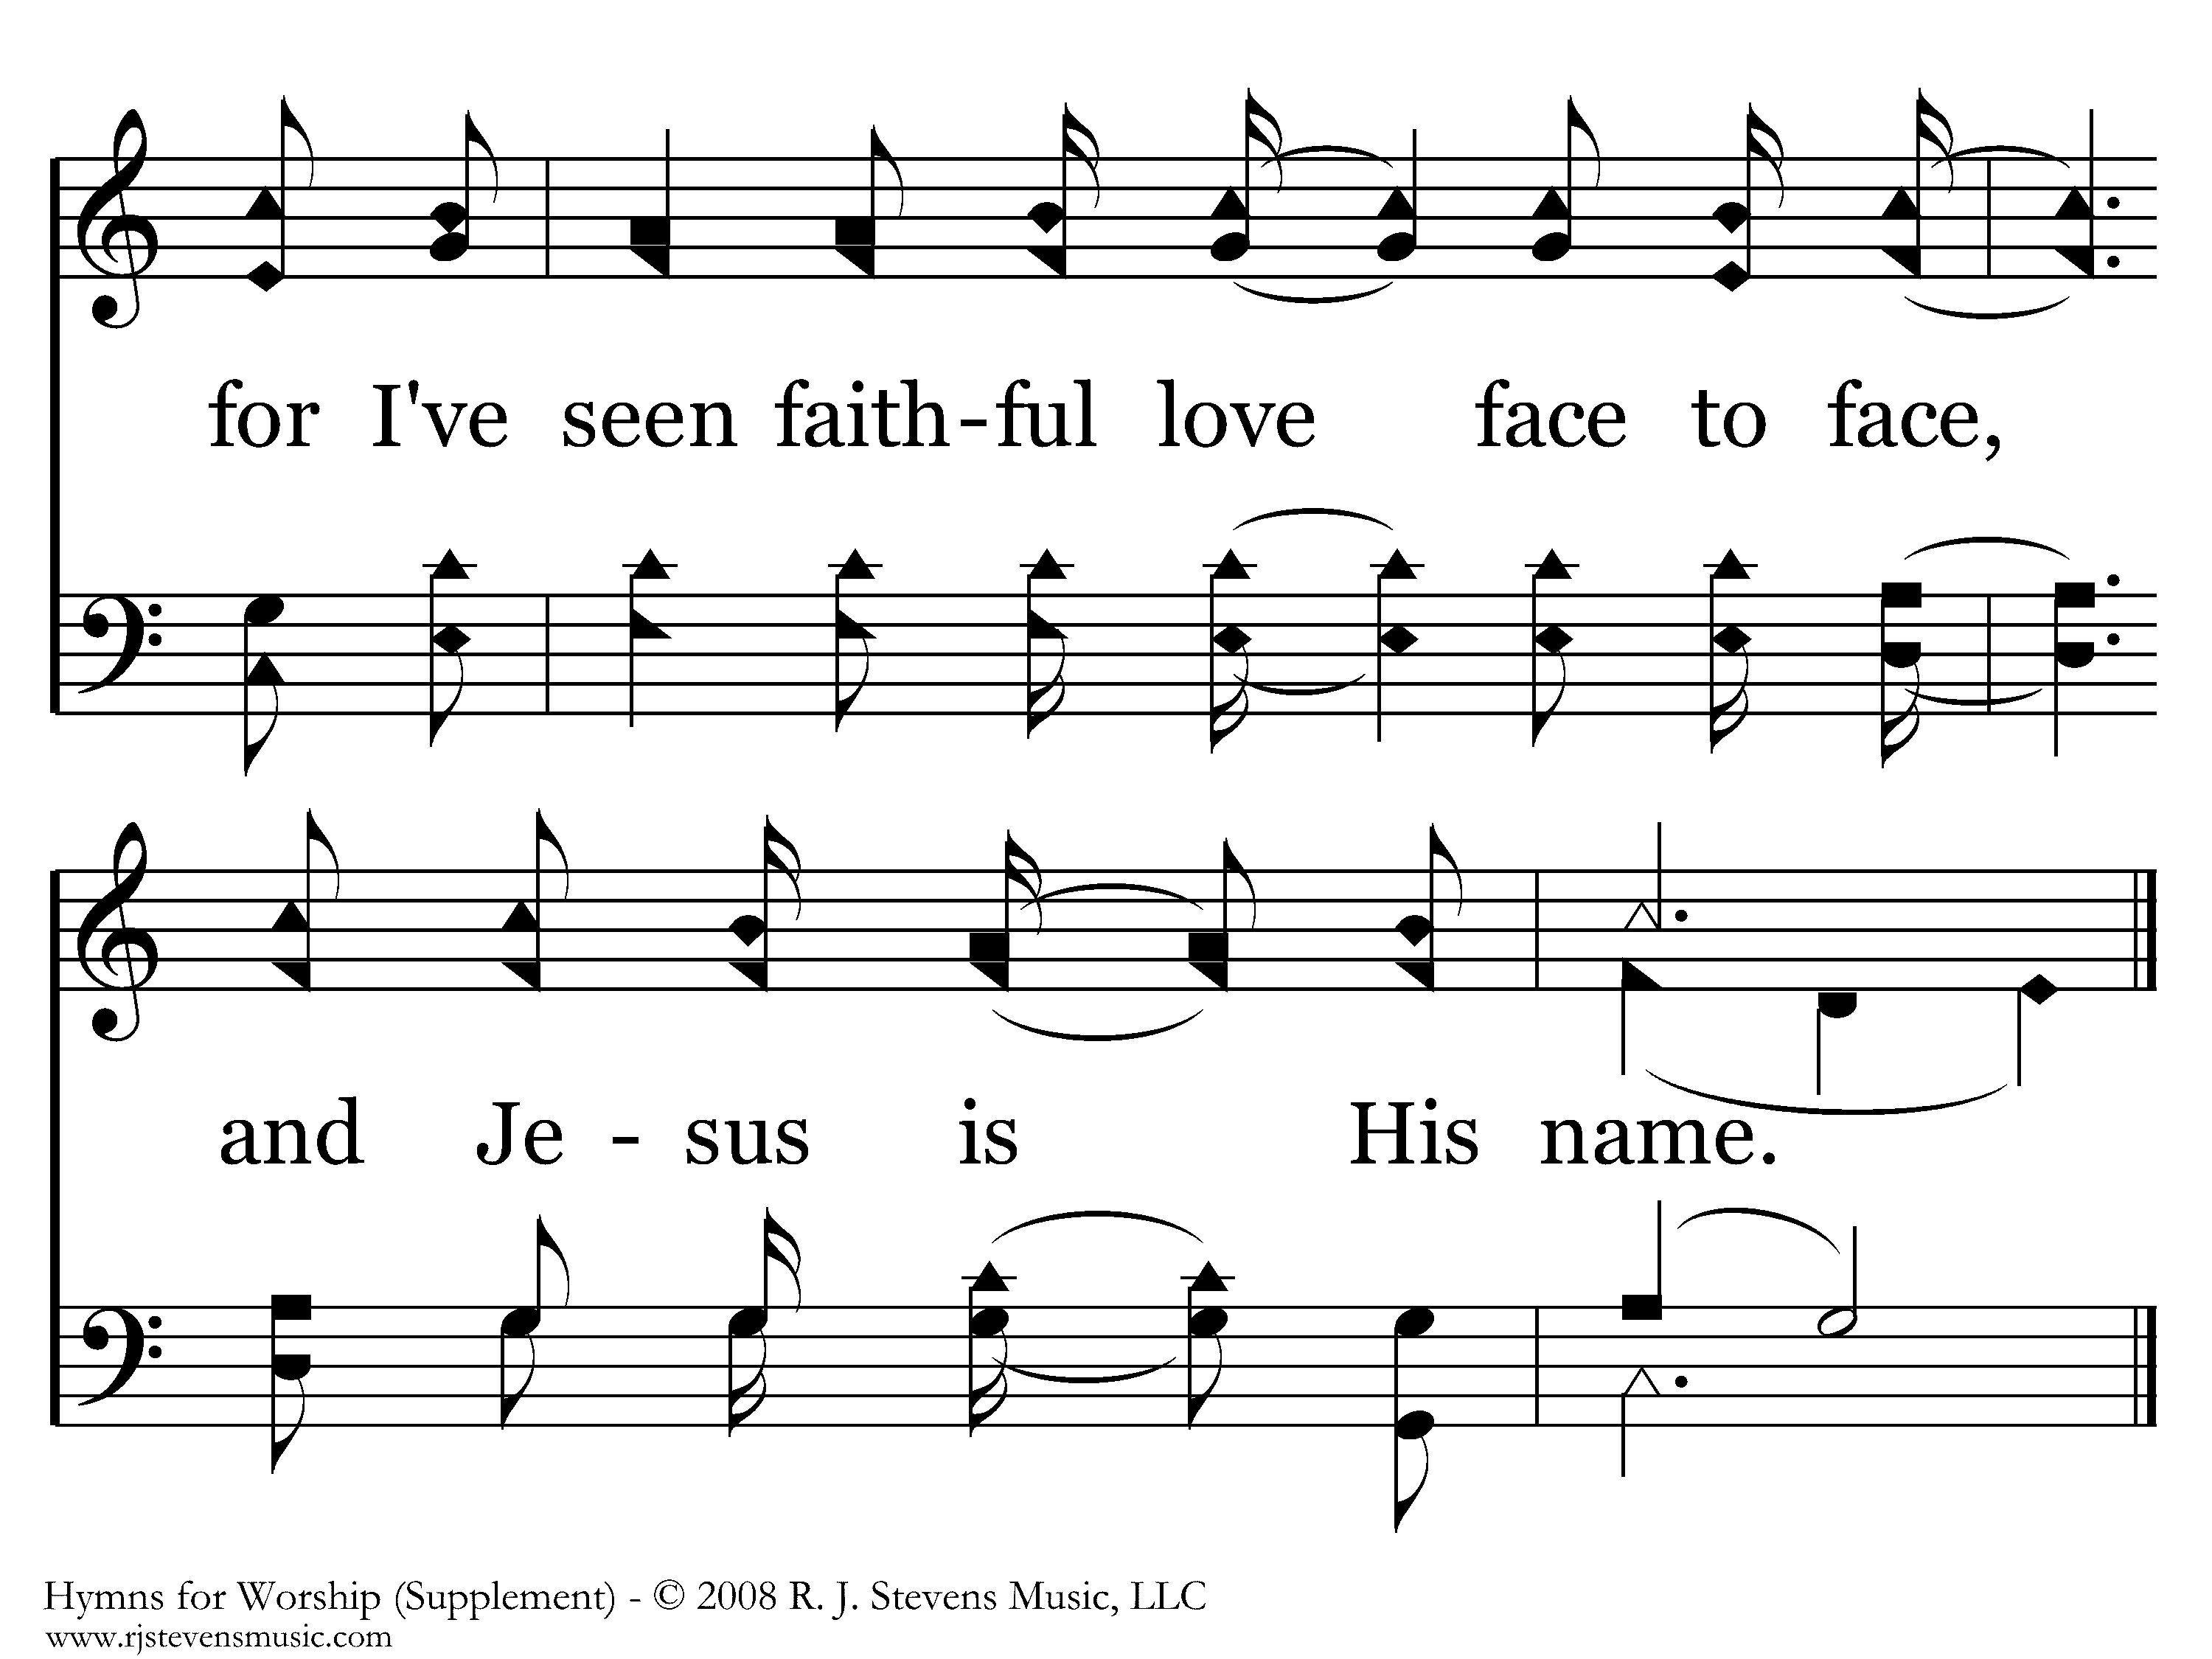 for I've seen faith-ful love face to face,
and Je - sus is His name.
Hymns for Worship (Supplement) - © 2008 R. J. Stevens Music, LLC
www.rjstevensmusic.com